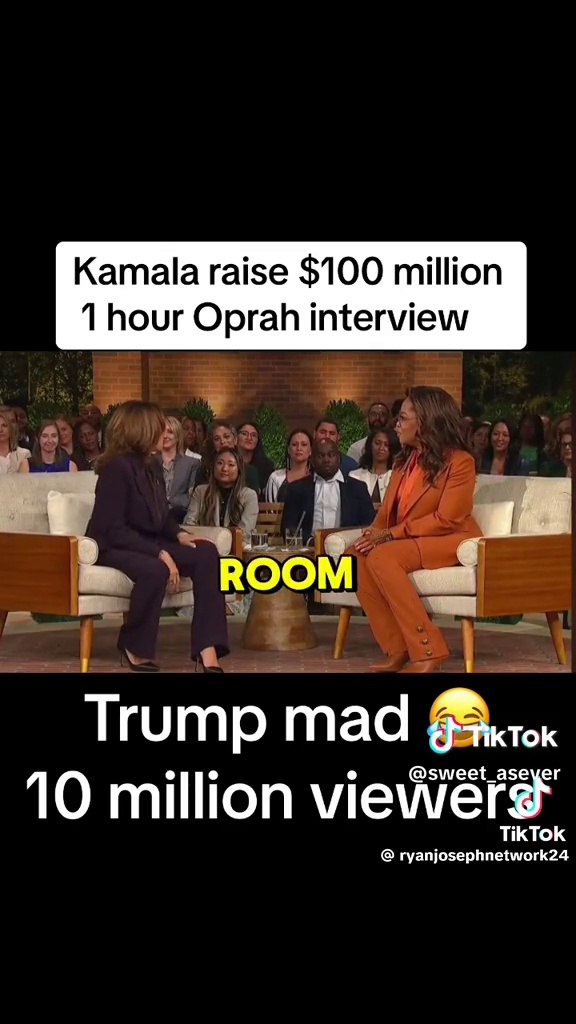 Kamala raise $100 million
1 hour Oprah interview
ROOM
Trump mad 😂
TikTok
@sweet_asever
10 million viewers
TikTok
@ ryanjosephnetwork24